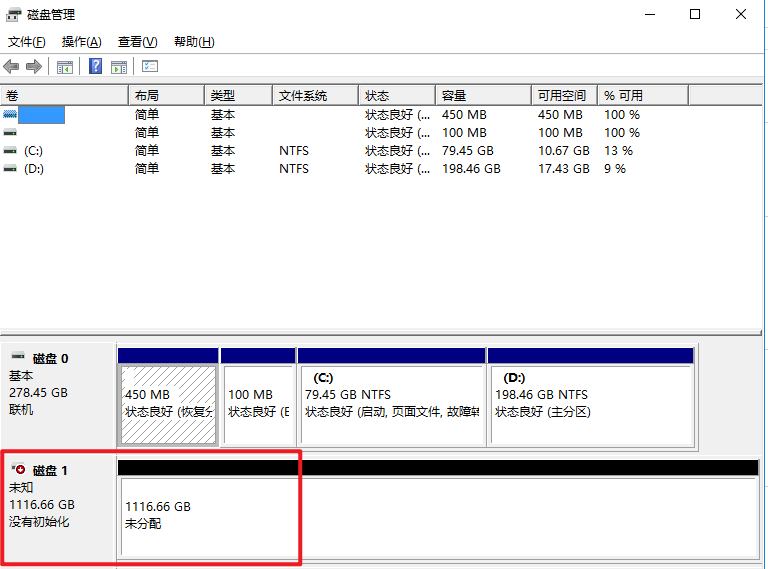 磁盘管理
文件(F) 操作(A) 查看(V) 帮助(H)
卷 布局 类型 文件系统 状态 容量 可用空间 % 可用
简单 基本 状态良好 (... 450 MB 450 MB 100 %
简单 基本 状态良好 (... 100 MB 100 MB 100 %
(C:) 简单 基本 NTFS 状态良好 (... 79.45 GB 10.67 GB 13 %
(D:) 简单 基本 NTFS 状态良好 (... 198.46 GB 17.43 GB 9 %
磁盘 0
基本
278.45 GB
联机
450 MB
状态良好 (恢复分
100 MB
状态良好 (E
(C:)
79.45 GB NTFS
状态良好 (启动, 页面文件, 故障转
(D:)
198.46 GB NTFS
状态良好 (主分区)
磁盘 1
未知
1116.66 GB
没有初始化
1116.66 GB
未分配